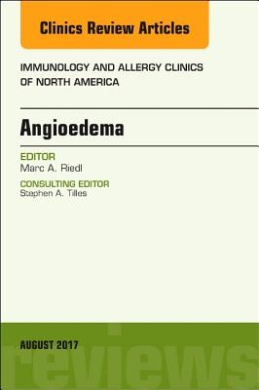 Clinics Review Articles
IMMUNOLOGY AND ALLERGY CLINICS
OF NORTH AMERICA
Angioedema
EDITOR
Marc A. Riedl
CONSULTING EDITOR
Stephen A. Tilles
AUGUST 2017
reviews